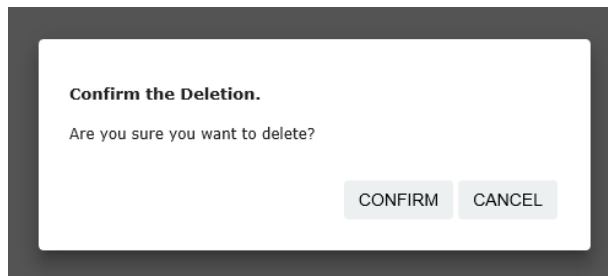 Confirm the Deletion.
Are you sure you want to delete?
CONFIRM CANCEL